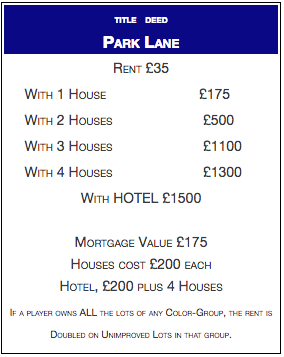 TITLE DEED
PARK LANE
RENT £35
WITH 1 HOUSE £175
WITH 2 HOUSES £500
WITH 3 HOUSES £1100
WITH 4 HOUSES £1300
WITH HOTEL £1500
MORTGAGE VALUE £175
HOUSES COST £200 EACH
HOTEL, £200 PLUS 4 HOUSES
IF A PLAYER OWNS ALL THE LOTS OF ANY COLOR-GROUP, THE RENT IS
DOUBLED ON UNIMPROVED LOTS IN THAT GROUP.